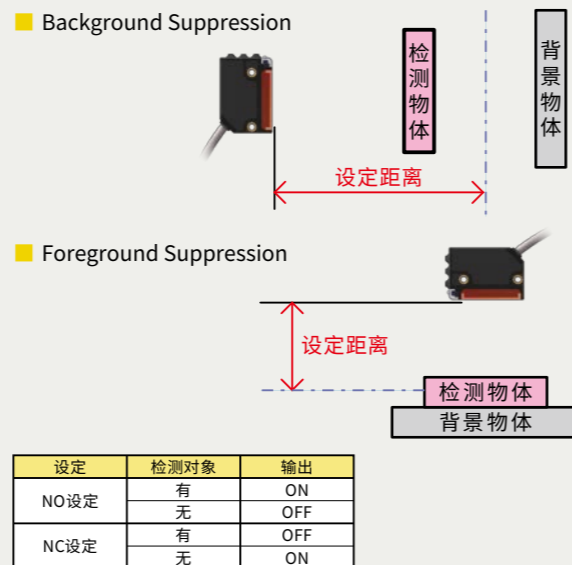 Background Suppression
检测物体
背景物体
设定距离
Foreground Suppression
设定距离
检测物体
背景物体
设定 检测对象 输出
NO设定 有 ON
无 OFF
NC设定 有 OFF
无 ON